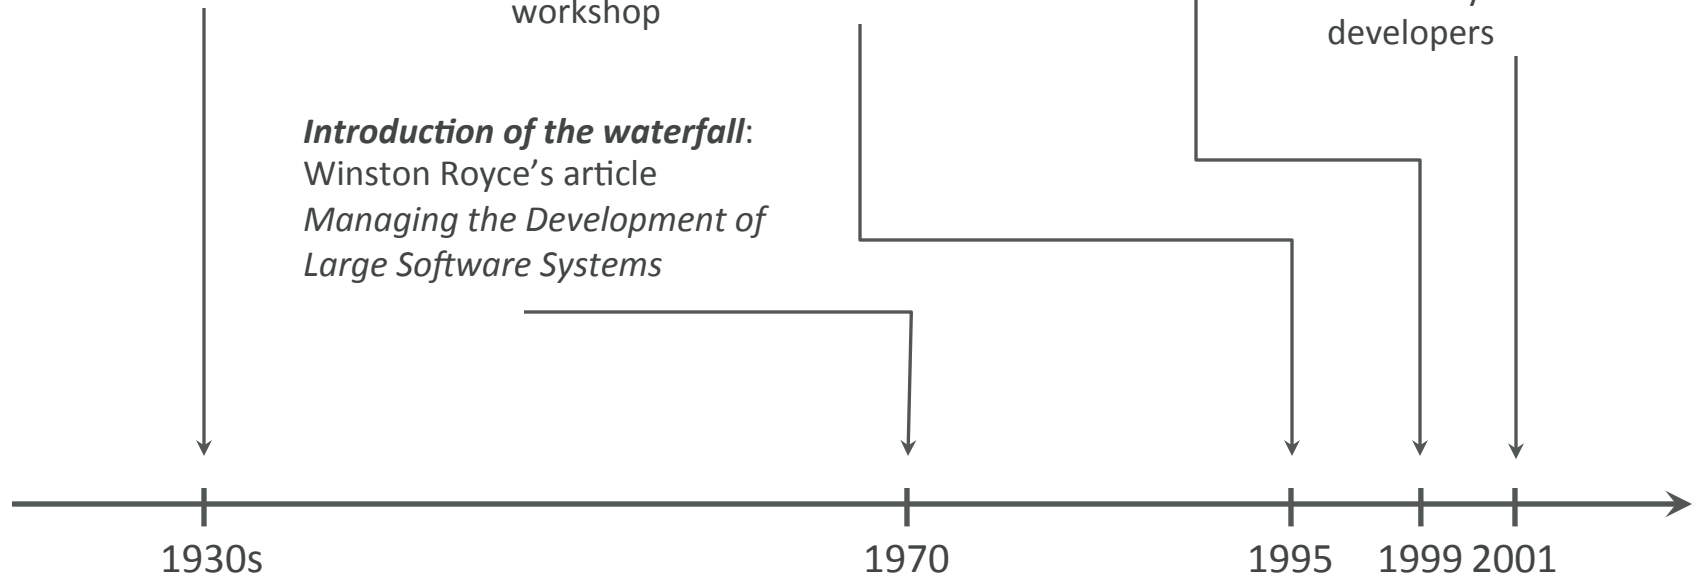 workshop
developers
Introduction of the waterfall:
Winston Royce’s article
Managing the Development of
Large Software Systems
1930s
1970
1995
1999
2001